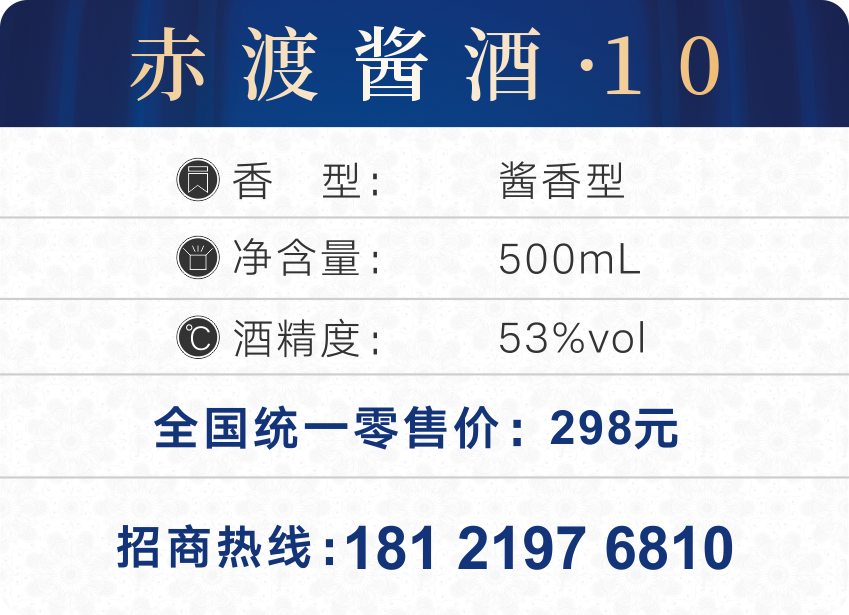 赤渡酱酒·10
香 型： 酱香型
净含量： 500mL
酒精度： 53%vol
全国统一零售价：298元
招商热线:181 2197 6810